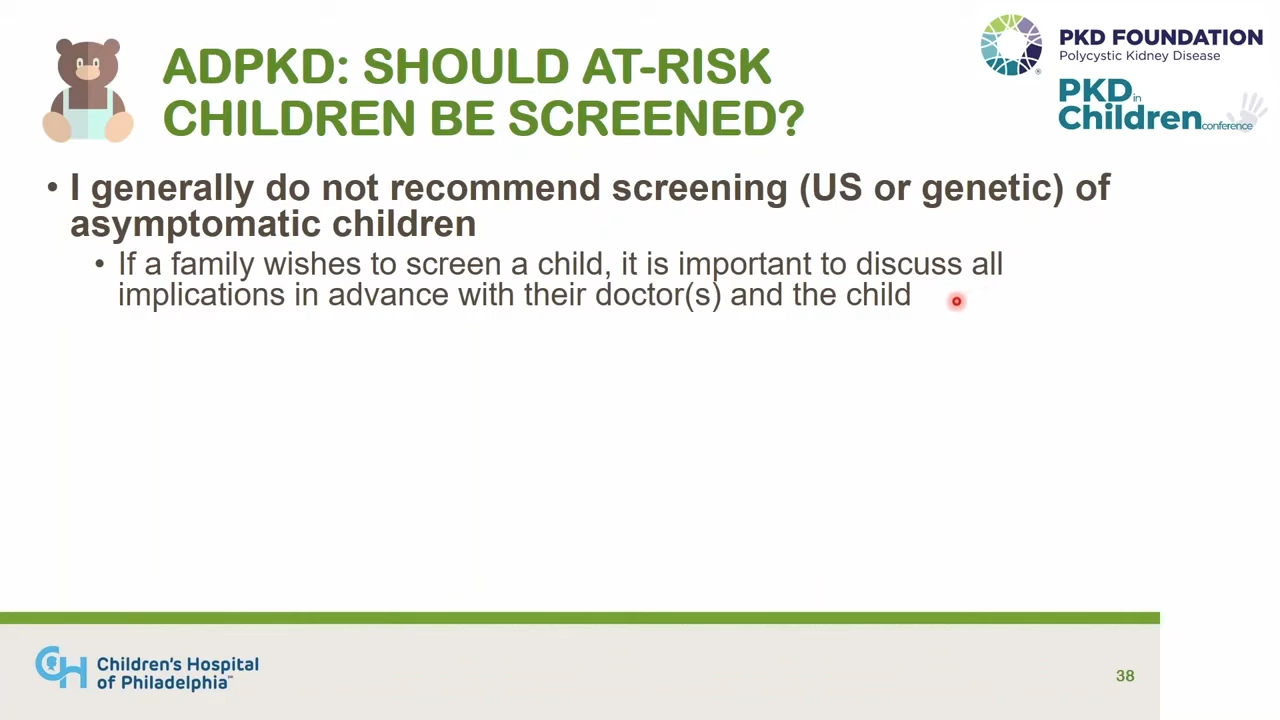 ADPKD: SHOULD AT-RISK
CHILDREN BE SCREENED?
PKD FOUNDATION
®
Polycystic Kidney Disease
PKD in
Children conference
• I generally do not recommend screening (US or genetic) of
asymptomatic children
• If a family wishes to screen a child, it is important to discuss all
implications in advance with their doctor(s) and the child
CH Children's Hospital
of Philadelphia℠
38